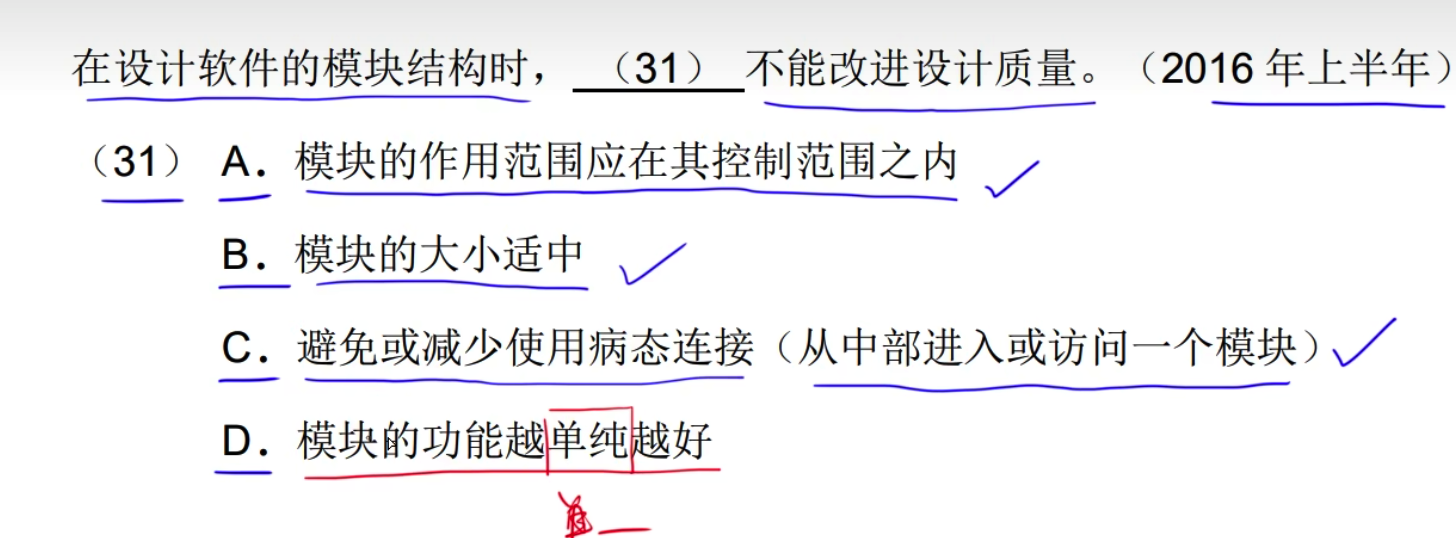 在设计软件的模块结构时，（31）不能改进设计质量。（2016 年上半年）
（31） A．模块的作用范围应在其控制范围之内
B．模块的大小适中
C．避免或减少使用病态连接（从中部进入或访问一个模块）
D．模块的功能越单纯越好